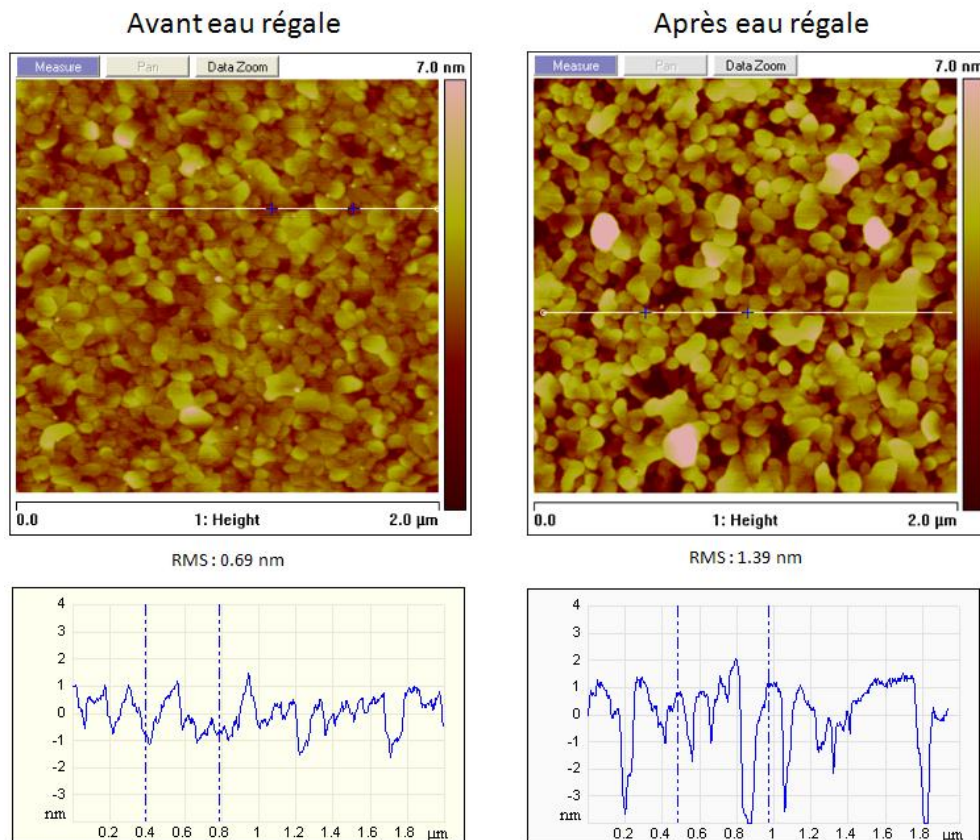 Avant eau régale
Après eau régale
Measure Pan Data Zoom 7.0 nm
Measure Pan Data Zoom 7.0 nm
0.0 1: Height 2.0 µm
0.0 1: Height 2.0 µm
RMS : 0.69 nm
RMS : 1.39 nm
4
3
2
1
0
-1
-2
-3
nm
0.2 0.4 0.6 0.8 1 1.2 1.4 1.6 1.8 µm
4
3
2
1
0
-1
-2
-3
nm
0.2 0.4 0.6 0.8 1 1.2 1.4 1.6 1.8 µm